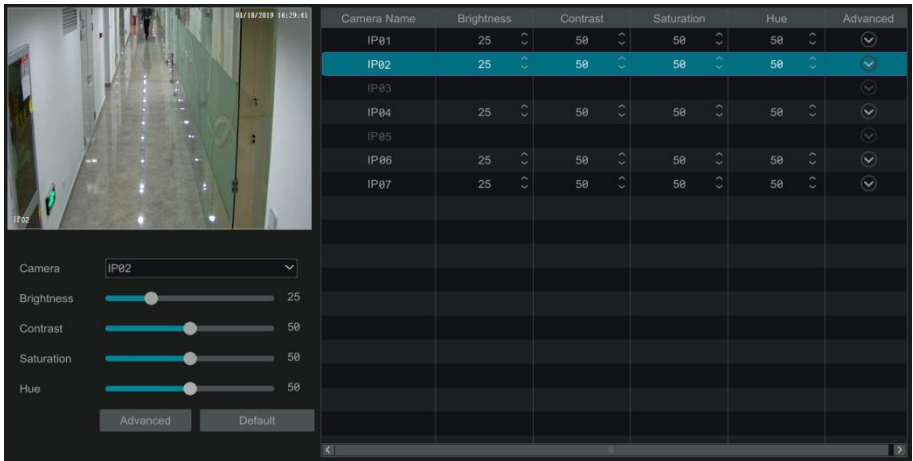 01/18/2019 16:29:41
IP02
Camera IP02
Brightness 25
Contrast 50
Saturation 50
Hue 50
Advanced Default
Camera Name Brightness Contrast Saturation Hue Advanced
IP01 25 50 50 50
IP02 25 50 50 50
IP03
IP04 25 50 50 50
IP05
IP06 25 50 50 50
IP07 25 50 50 50